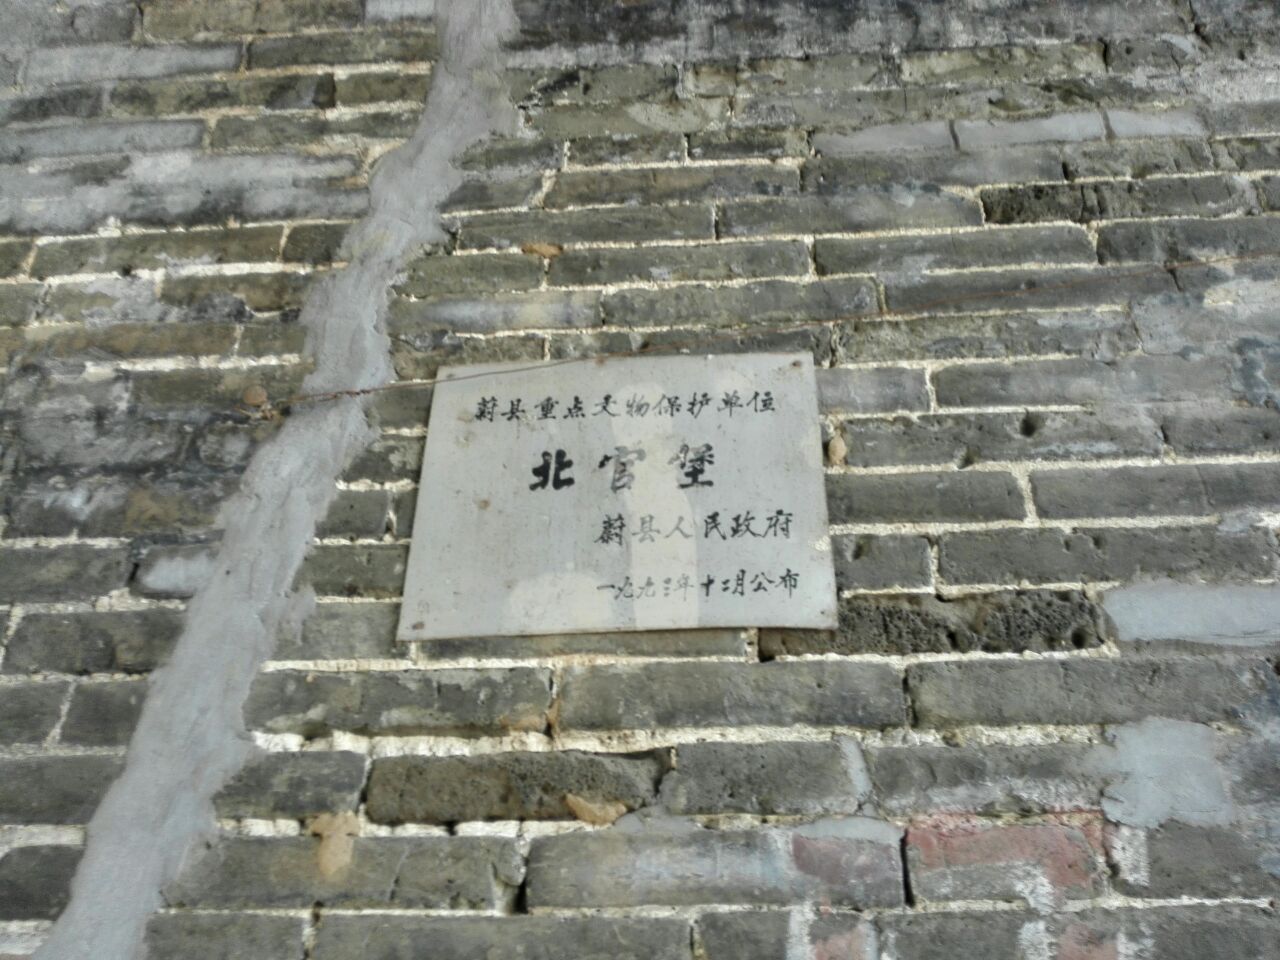 蔚县重点文物保护单位
北官堡
蔚县人民政府
一九九三年十二月公布